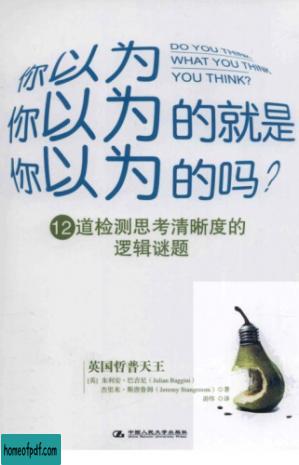 DO YOU THINK
WHAT YOU THINK
YOU THINK?
你以为
你以为的就是
你以为的吗?
12道检测思考清晰度的
逻辑谜题
英国哲普天王
[英] 朱利安·巴吉尼 (Julian Baggini)
杰里米·斯唐鲁姆 (Jeremy Stangroom) 著
译
中国人民大学出版社
homeofpdf.com